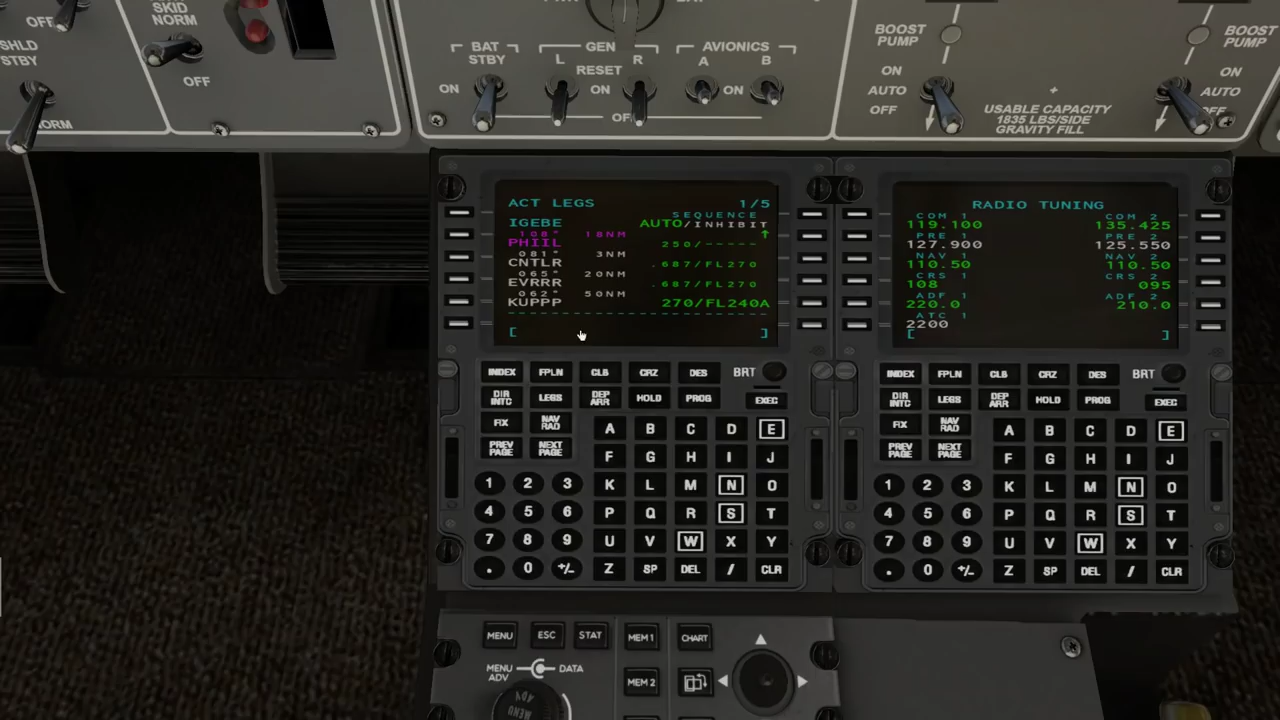 SKID
NORM
OFF
SHLD
STBY
OFF
NORM
BAT
STBY
GEN
L
R
AVIONICS
A
B
RESET
ON
ON
ON
OFF
BOOST
PUMP
ON
AUTO
OFF
+
USABLE CAPACITY
1835 LBS/SIDE
GRAVITY FILL
BOOST
PUMP
ON
AUTO
OFF
ACT LEGS 1/5
SEQUENCE
IGEBE AUTO/INHIBIT
108° 18NM
PHIIL 250/-----
081° 3NM
CNTLR .687/FL270
065° 20NM
EVRRR .687/FL270
062° 50NM
KUPPP 270/FL240A
[ ]
RADIO TUNING
COM 1 COM 2
119.100 135.425
PRE 1 PRE 2
127.900 125.550
NAV 1 NAV 2
110.50 110.50
CRS 1 CRS 2
108 095
ADF 1 ADF 2
220.0 210.0
ATC 1
2200
[ ]
INDEX FPLN CLB CRZ DES BRT
DIR INTC LEGS DEP ARR HOLD PROG EXEC
FIX NAV RAD A B C D E
PREV PAGE NEXT PAGE F G H I J
1 2 3 K L M N O
4 5 6 P Q R S T
7 8 9 U V W X Y
. 0 +/- Z SP DEL / CLR
INDEX FPLN CLB CRZ DES BRT
DIR INTC LEGS DEP ARR HOLD PROG EXEC
FIX NAV RAD A B C D E
PREV PAGE NEXT PAGE F G H I J
1 2 3 K L M N O
4 5 6 P Q R S T
7 8 9 U V W X Y
. 0 +/- Z SP DEL / CLR
MENU ESC STAT MEM 1 CHART
MENU
ADV
DATA
MEM 2
MENU
ADV